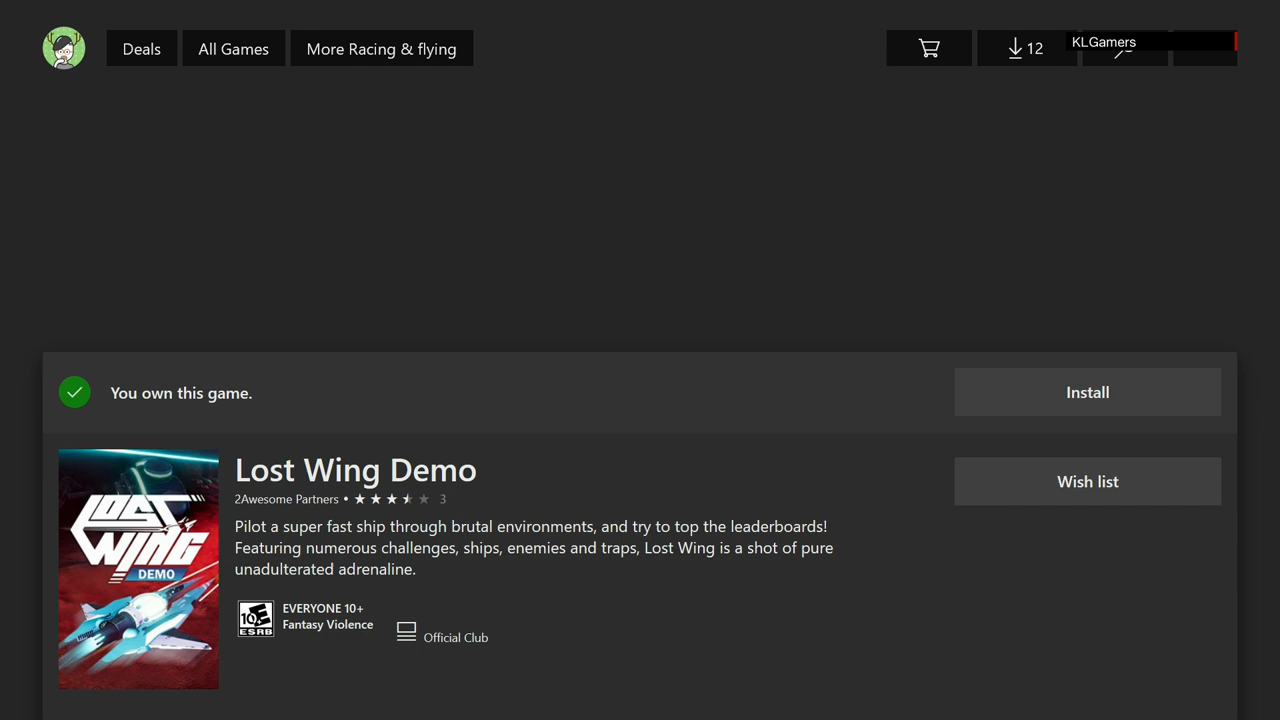 Deals
All Games
More Racing & flying
12
KLGamers
You own this game.
Install
LOST
WING
DEMO
Lost Wing Demo
2Awesome Partners • 3
Pilot a super fast ship through brutal environments, and try to top the leaderboards!
Featuring numerous challenges, ships, enemies and traps, Lost Wing is a shot of pure
unadulterated adrenaline.
Wish list
10+
E
ESRB
EVERYONE 10+
Fantasy Violence
Official Club